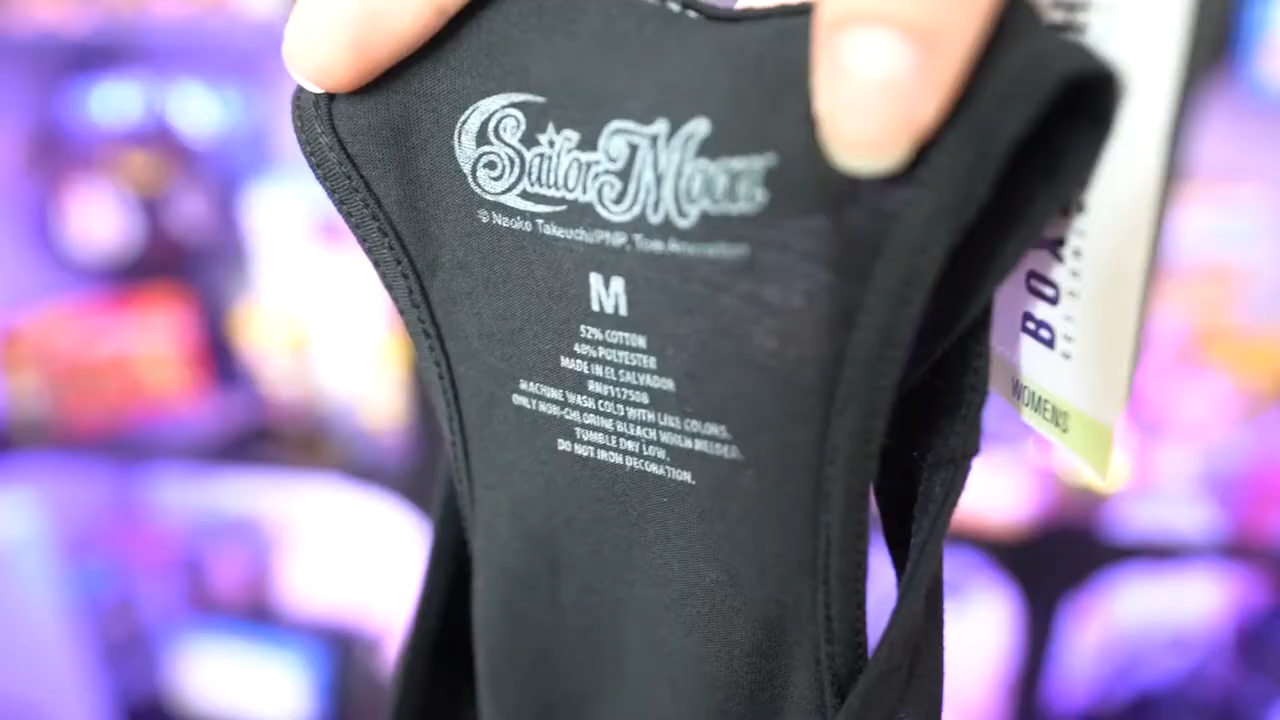 Sailor Moon
© Naoko Takeuchi/PNP, Toei Animation
M
52% COTTON
48% POLYESTER
MADE IN EL SALVADOR
RN#117508
MACHINE WASH COLD WITH LIKE COLORS.
ONLY NON-CHLORINE BLEACH WHEN NEEDED.
TUMBLE DRY LOW.
DO NOT IRON DECORATION.
WOMENS